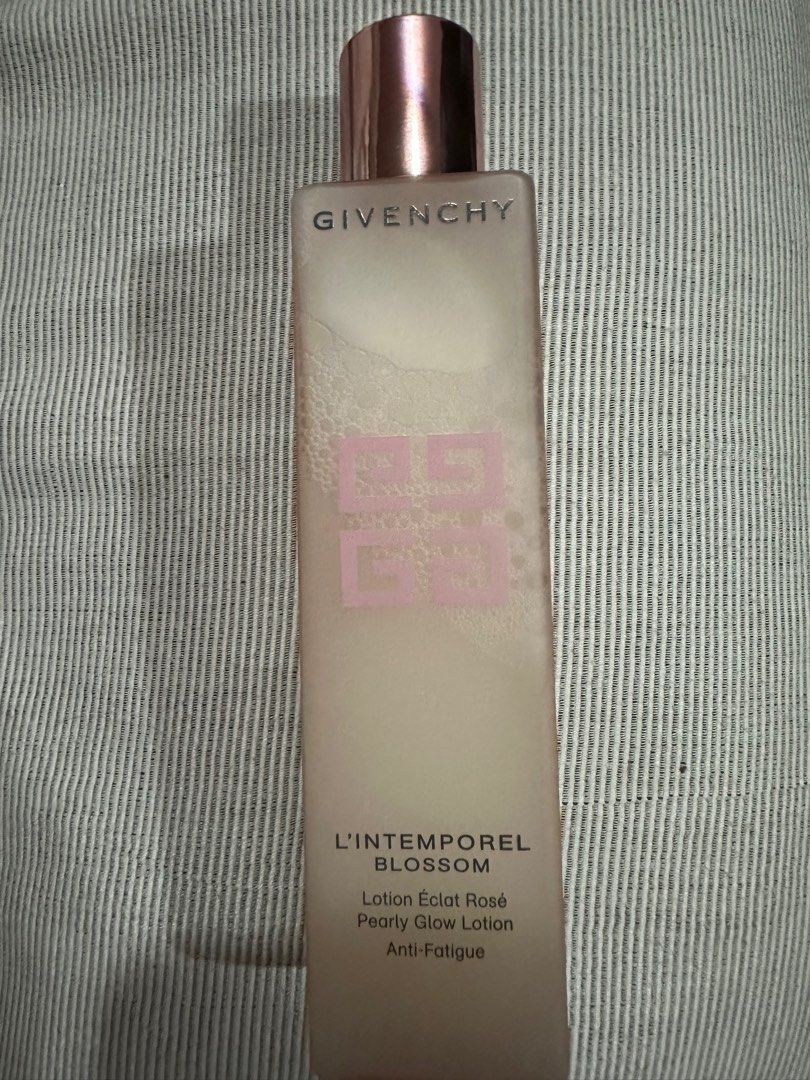 GIVENCHY
L'INTEMPOREL
BLOSSOM
Lotion Éclat Rosé
Pearly Glow Lotion
Anti-Fatigue